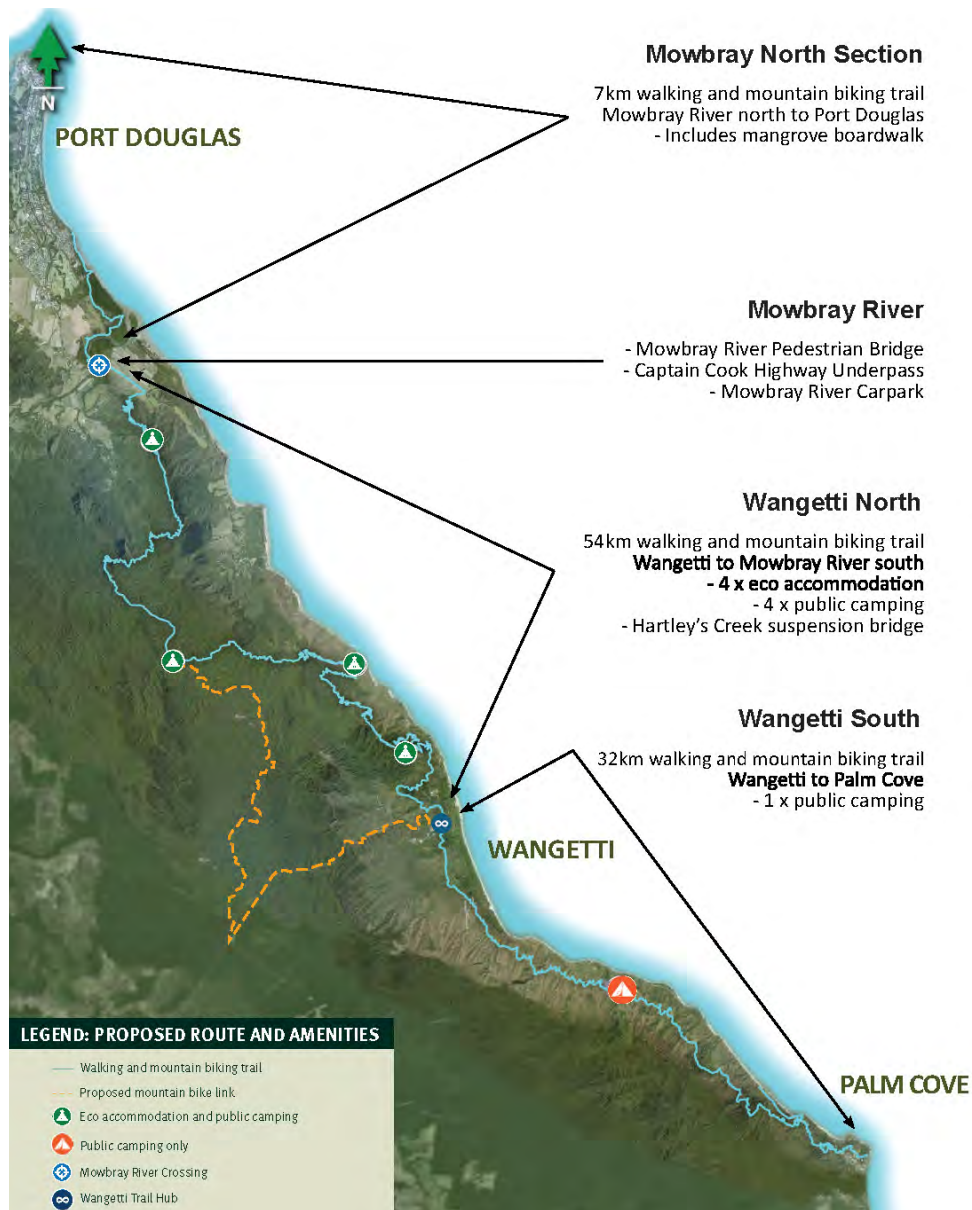 Mowbray North Section
7km walking and mountain biking trail
Mowbray River north to Port Douglas
- Includes mangrove boardwalk
N
PORT DOUGLAS
Mowbray River
- Mowbray River Pedestrian Bridge
- Captain Cook Highway Underpass
- Mowbray River Carpark
Wangetti North
54km walking and mountain biking trail
Wangetti to Mowbray River south
- 4 x eco accommodation
- 4 x public camping
- Hartley's Creek suspension bridge
Wangetti South
32km walking and mountain biking trail
Wangetti to Palm Cove
- 1 x public camping
WANGETTI
PALM COVE
LEGEND: PROPOSED ROUTE AND AMENITIES
Walking and mountain biking trail
Proposed mountain bike link
Eco accommodation and public camping
Public camping only
Mowbray River Crossing
Wangetti Trail Hub